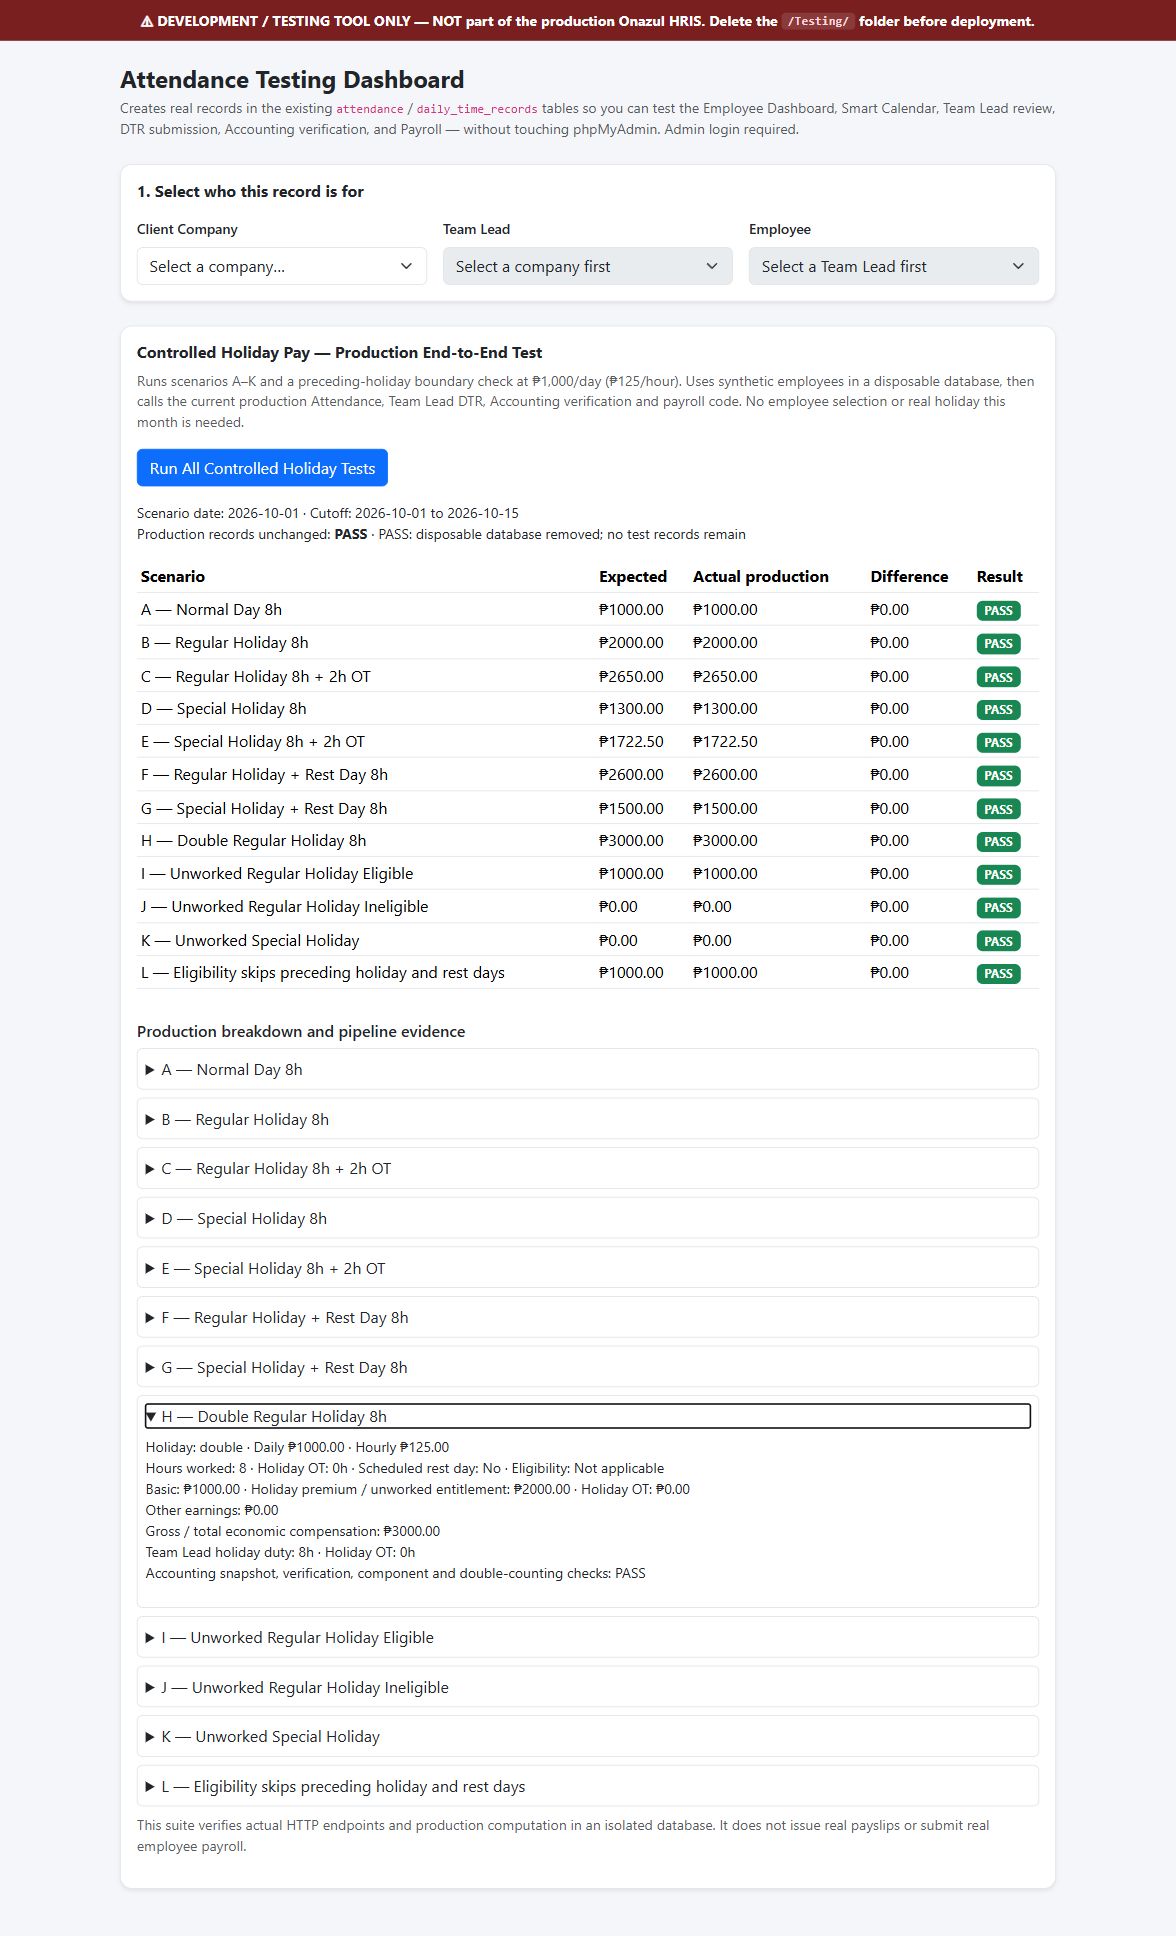 ⚠ DEVELOPMENT / TESTING TOOL ONLY — NOT part of the production Onazul HRIS. Delete the /Testing/ folder before deployment.
Attendance Testing Dashboard
Creates real records in the existing attendance / daily_time_records tables so you can test the Employee Dashboard, Smart Calendar, Team Lead review,
DTR submission, Accounting verification, and Payroll — without touching phpMyAdmin. Admin login required.
1. Select who this record is for
Client Company Team Lead Employee
Select a company... Select a company first Select a Team Lead first
Controlled Holiday Pay — Production End-to-End Test
Runs scenarios A–K and a preceding-holiday boundary check at ₱1,000/day (₱125/hour). Uses synthetic employees in a disposable database, then
calls the current production Attendance, Team Lead DTR, Accounting verification and payroll code. No employee selection or real holiday this
month is needed.
Run All Controlled Holiday Tests
Scenario date: 2026-10-01 · Cutoff: 2026-10-01 to 2026-10-15
Production records unchanged: PASS · PASS: disposable database removed; no test records remain
Scenario Expected Actual production Difference Result
A — Normal Day 8h ₱1000.00 ₱1000.00 ₱0.00 PASS
B — Regular Holiday 8h ₱2000.00 ₱2000.00 ₱0.00 PASS
C — Regular Holiday 8h + 2h OT ₱2650.00 ₱2650.00 ₱0.00 PASS
D — Special Holiday 8h ₱1300.00 ₱1300.00 ₱0.00 PASS
E — Special Holiday 8h + 2h OT ₱1722.50 ₱1722.50 ₱0.00 PASS
F — Regular Holiday + Rest Day 8h ₱2600.00 ₱2600.00 ₱0.00 PASS
G — Special Holiday + Rest Day 8h ₱1500.00 ₱1500.00 ₱0.00 PASS
H — Double Regular Holiday 8h ₱3000.00 ₱3000.00 ₱0.00 PASS
I — Unworked Regular Holiday Eligible ₱1000.00 ₱1000.00 ₱0.00 PASS
J — Unworked Regular Holiday Ineligible ₱0.00 ₱0.00 ₱0.00 PASS
K — Unworked Special Holiday ₱0.00 ₱0.00 ₱0.00 PASS
L — Eligibility skips preceding holiday and rest days ₱1000.00 ₱1000.00 ₱0.00 PASS
Production breakdown and pipeline evidence
▶ A — Normal Day 8h
▶ B — Regular Holiday 8h
▶ C — Regular Holiday 8h + 2h OT
▶ D — Special Holiday 8h
▶ E — Special Holiday 8h + 2h OT
▶ F — Regular Holiday + Rest Day 8h
▶ G — Special Holiday + Rest Day 8h
▼ H — Double Regular Holiday 8h
Holiday: double · Daily ₱1000.00 · Hourly ₱125.00
Hours worked: 8 · Holiday OT: 0h · Scheduled rest day: No · Eligibility: Not applicable
Basic: ₱1000.00 · Holiday premium / unworked entitlement: ₱2000.00 · Holiday OT: ₱0.00
Other earnings: ₱0.00
Gross / total economic compensation: ₱3000.00
Team Lead holiday duty: 8h · Holiday OT: 0h
Accounting snapshot, verification, component and double-counting checks: PASS
▶ I — Unworked Regular Holiday Eligible
▶ J — Unworked Regular Holiday Ineligible
▶ K — Unworked Special Holiday
▶ L — Eligibility skips preceding holiday and rest days
This suite verifies actual HTTP endpoints and production computation in an isolated database. It does not issue real payslips or submit real
employee payroll.